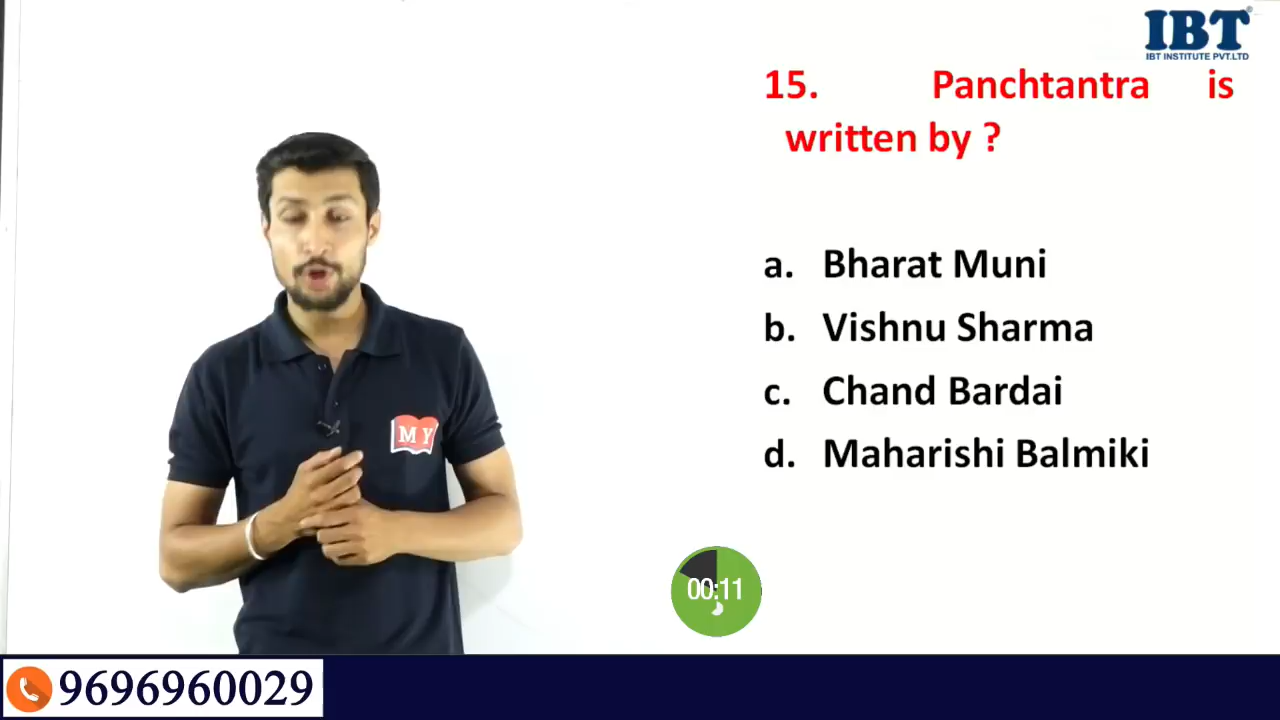 IBT®
IBT INSTITUTE PVT.LTD
15. Panchtantra is
written by ?
a. Bharat Muni
b. Vishnu Sharma
c. Chand Bardai
d. Maharishi Balmiki
M Y
00:11
9696960029